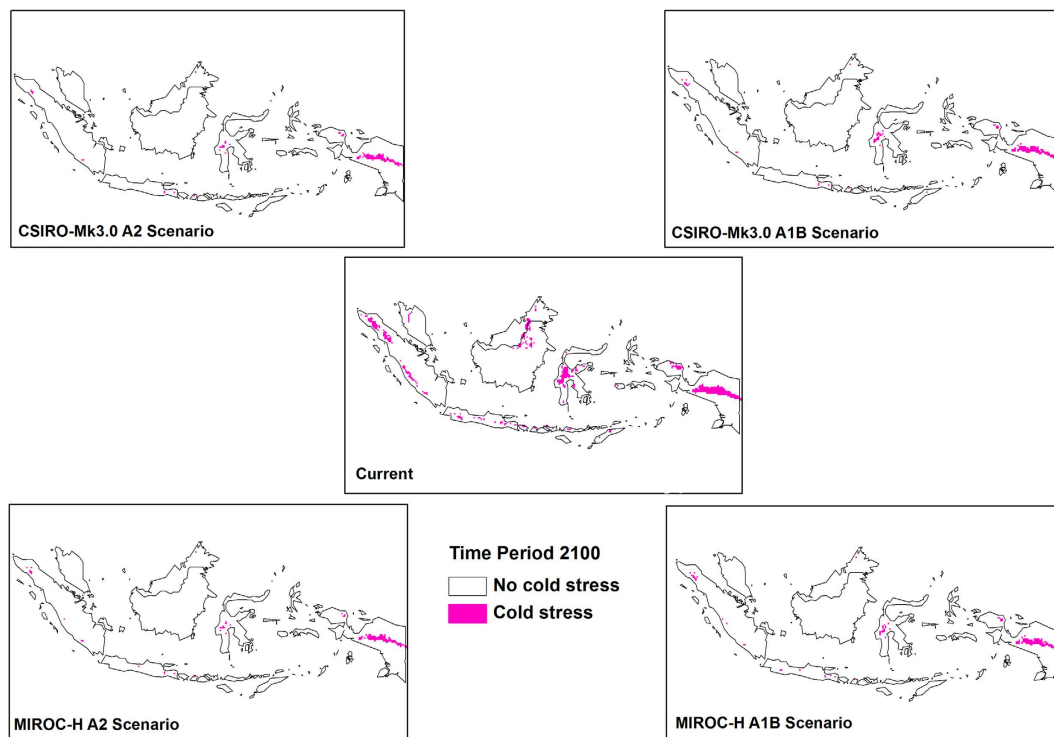 CSIRO-Mk3.0 A2 Scenario
CSIRO-Mk3.0 A1B Scenario
Current
Time Period 2100
No cold stress
Cold stress
MIROC-H A2 Scenario
MIROC-H A1B Scenario